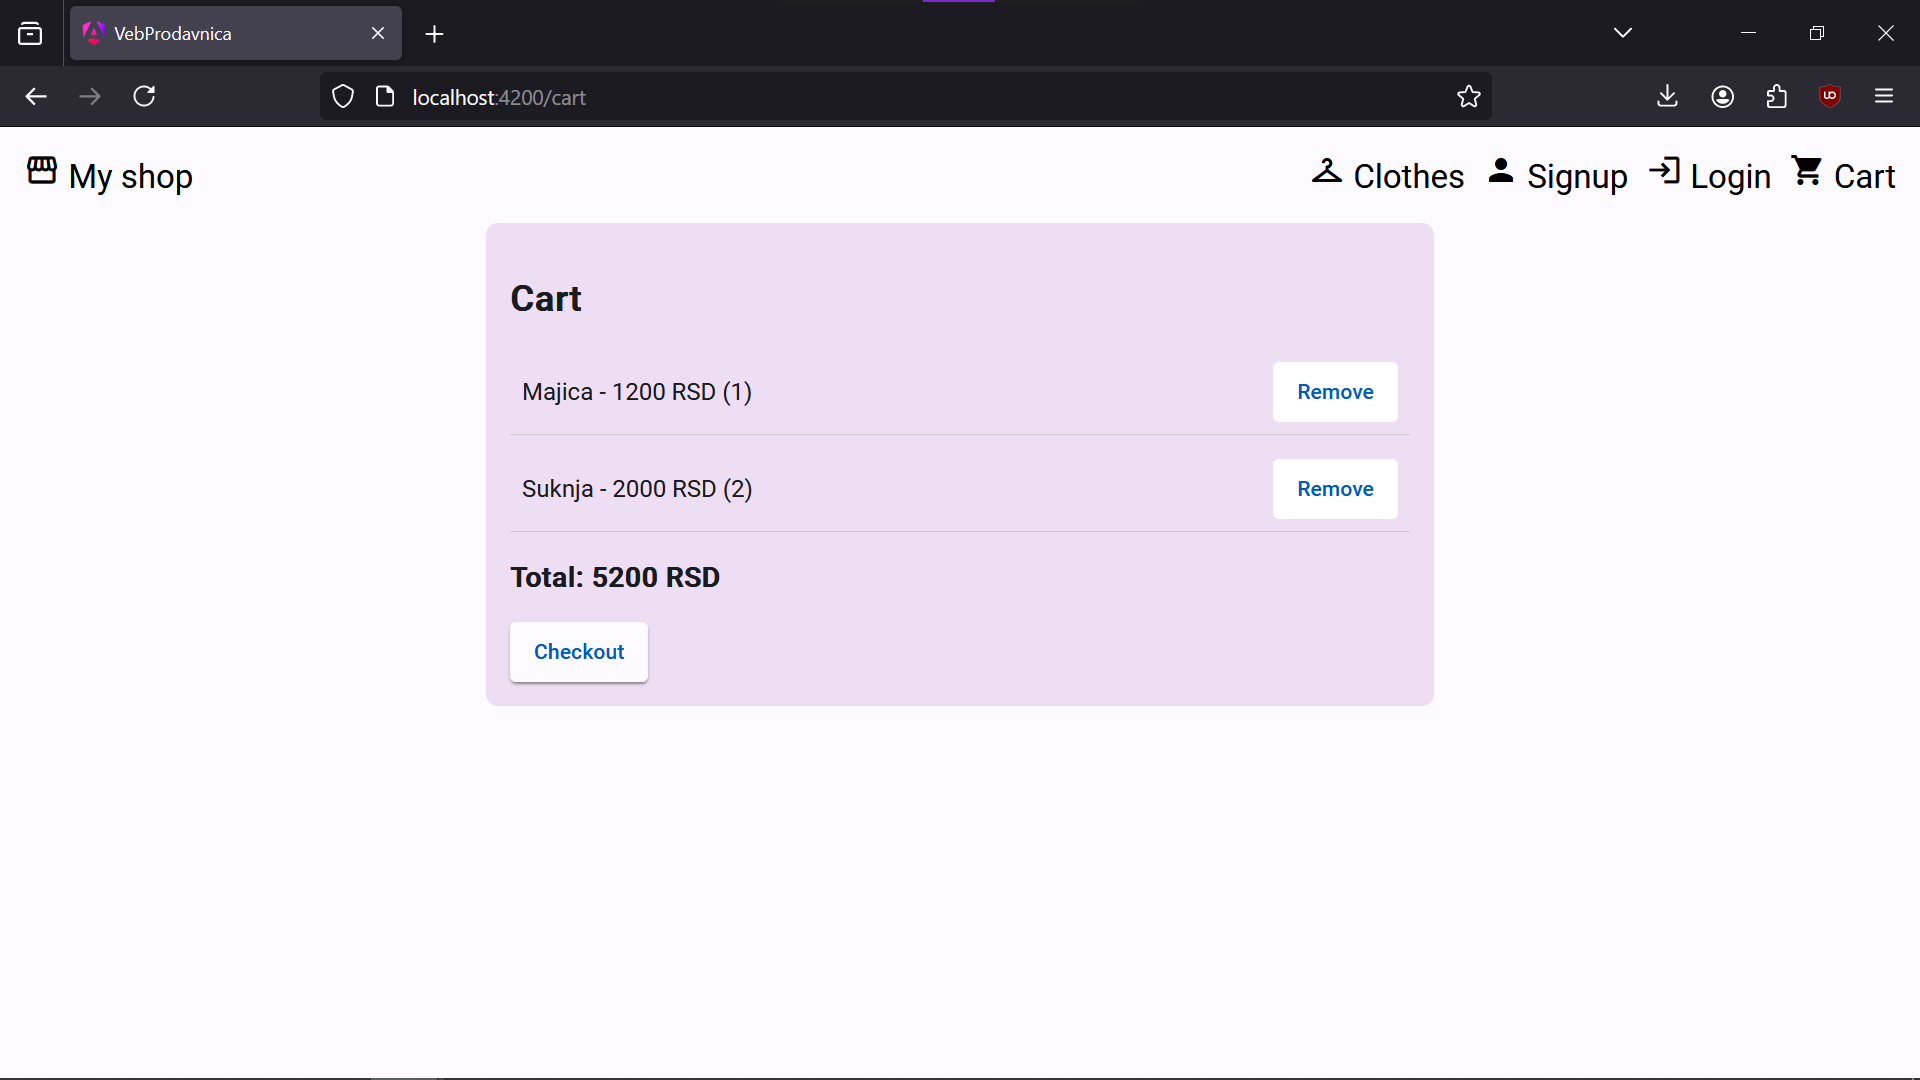 VebProdavnica
localhost:4200/cart
My shop
Clothes Signup Login Cart
Cart
Majica - 1200 RSD (1) Remove
Suknja - 2000 RSD (2) Remove
Total: 5200 RSD
Checkout